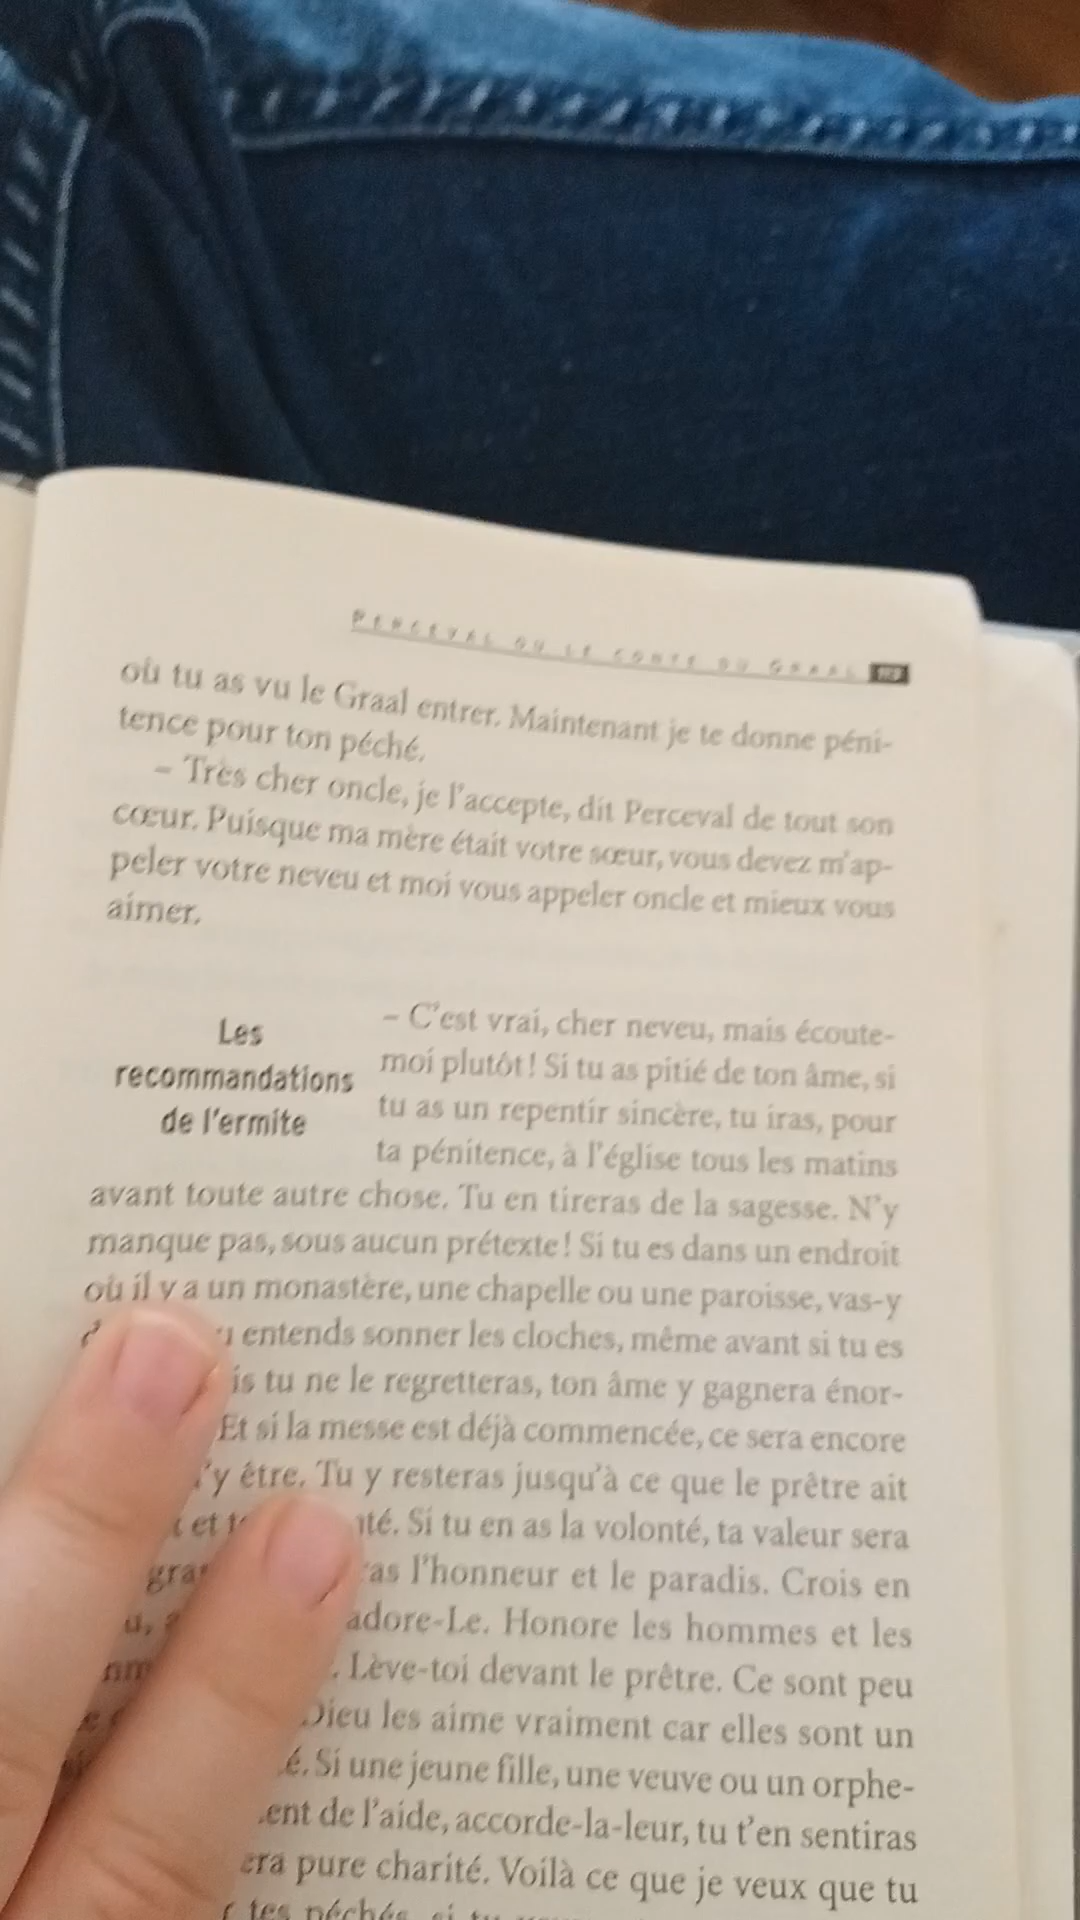 PERCEVAL OU LE CONTE DU GRAAL
où tu as vu le Graal entrer. Maintenant je te donne péni-
tence pour ton péché.
– Très cher oncle, je l'accepte, dit Perceval de tout son
cœur. Puisque ma mère était votre sœur, vous devez m'ap-
peler votre neveu et moi vous appeler oncle et mieux vous
aimer.
Les
recommandations
de l'ermite
– C'est vrai, cher neveu, mais écoute-
moi plutôt ! Si tu as pitié de ton âme, si
tu as un repentir sincère, tu iras, pour
ta pénitence, à l'église tous les matins
avant toute autre chose. Tu en tireras de la sagesse. N'y
manque pas, sous aucun prétexte ! Si tu es dans un endroit
où il y a un monastère, une chapelle ou une paroisse, vas-y
entends sonner les cloches, même avant si tu es
tu ne le regretteras, ton âme y gagnera énor-
Et si la messe est déjà commencée, ce sera encore
y être. Tu y resteras jusqu'à ce que le prêtre ait
et Si tu en as la volonté, ta valeur sera
l'honneur et le paradis. Crois en
adore-Le. Honore les hommes et les
Lève-toi devant le prêtre. Ce sont peu
Dieu les aime vraiment car elles sont un
Si une jeune fille, une veuve ou un orphe-
de l'aide, accorde-la-leur, tu t'en sentiras
pure charité. Voilà ce que je veux que tu
tes péchés, si tu